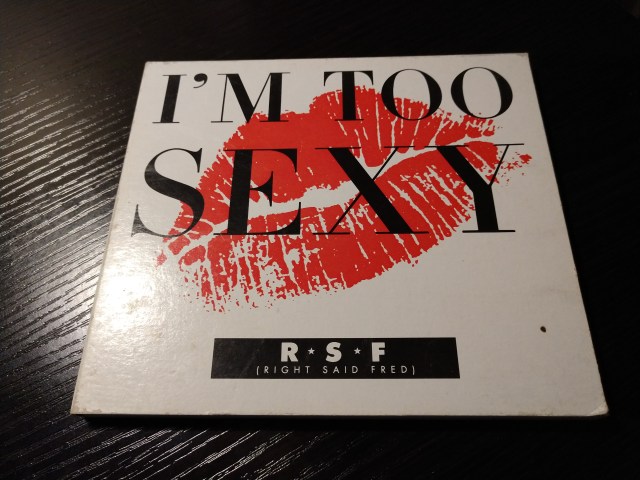 I'M TOO
SEXY
R★S★F
(RIGHT SAID FRED)